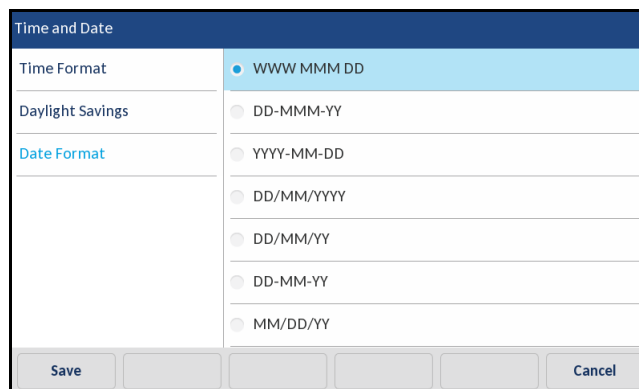 Time and Date
Time Format
Daylight Savings
Date Format
WWW MMM DD
DD-MMM-YY
YYYY-MM-DD
DD/MM/YYYY
DD/MM/YY
DD-MM-YY
MM/DD/YY
Save
Cancel